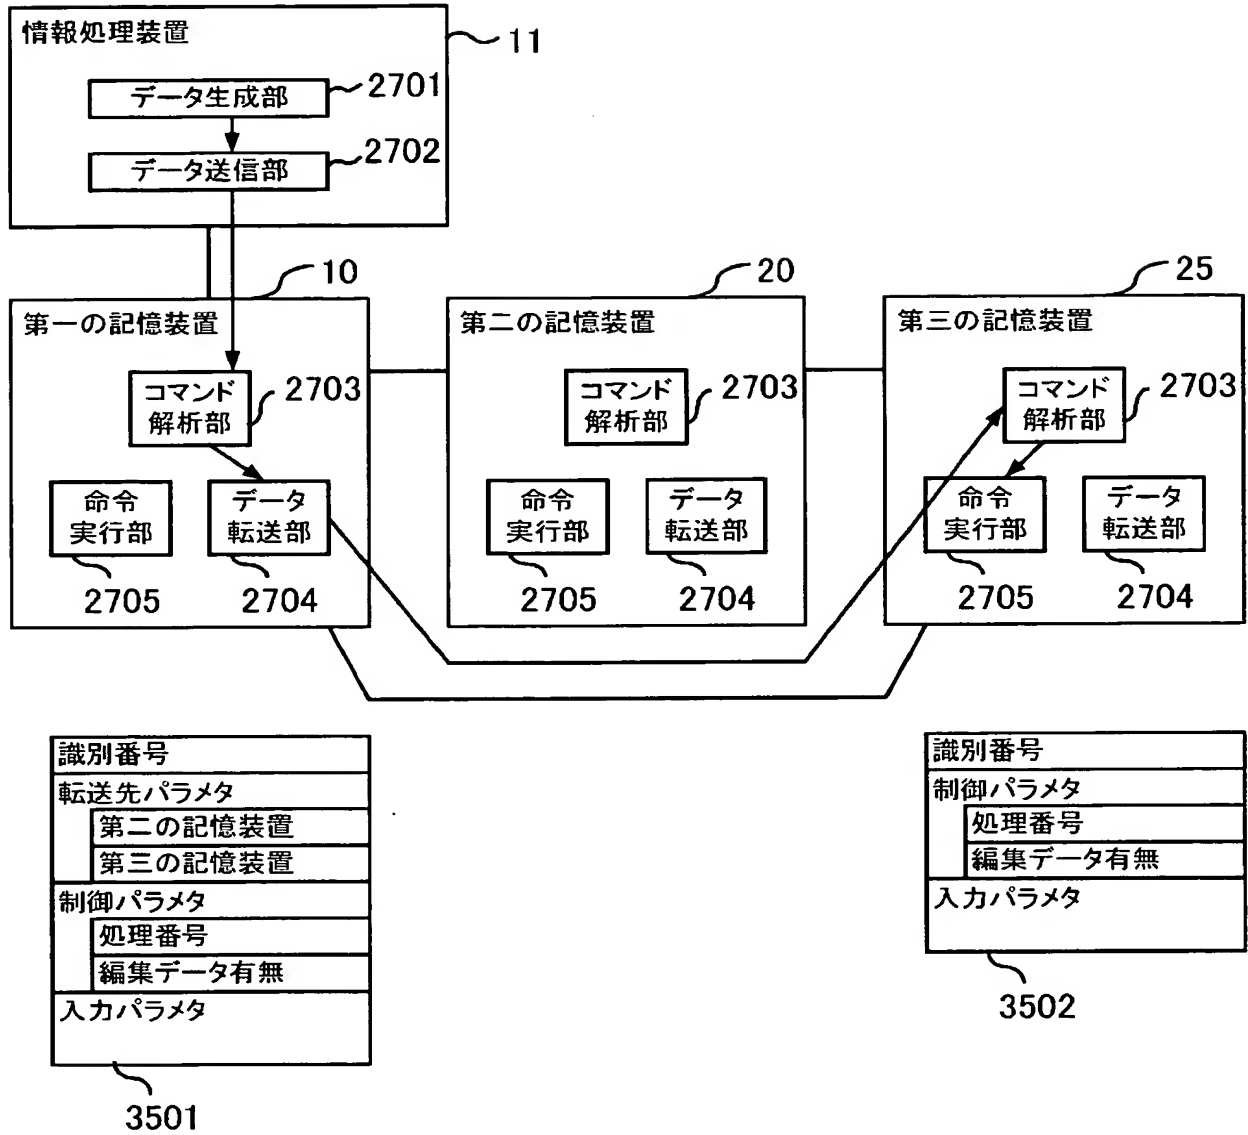 情報処理装置
11
データ生成部
2701
データ送信部
2702
10
20
25
第一の記憶装置
第二の記憶装置
第三の記憶装置
コマンド
解析部
2703
コマンド
解析部
2703
コマンド
解析部
2703
命令
実行部
2705
データ
転送部
2704
命令
実行部
2705
データ
転送部
2704
命令
実行部
2705
データ
転送部
2704
識別番号
転送先パラメタ
第二の記憶装置
第三の記憶装置
制御パラメタ
処理番号
編集データ有無
入力パラメタ
3501
識別番号
制御パラメタ
処理番号
編集データ有無
入力パラメタ
3502